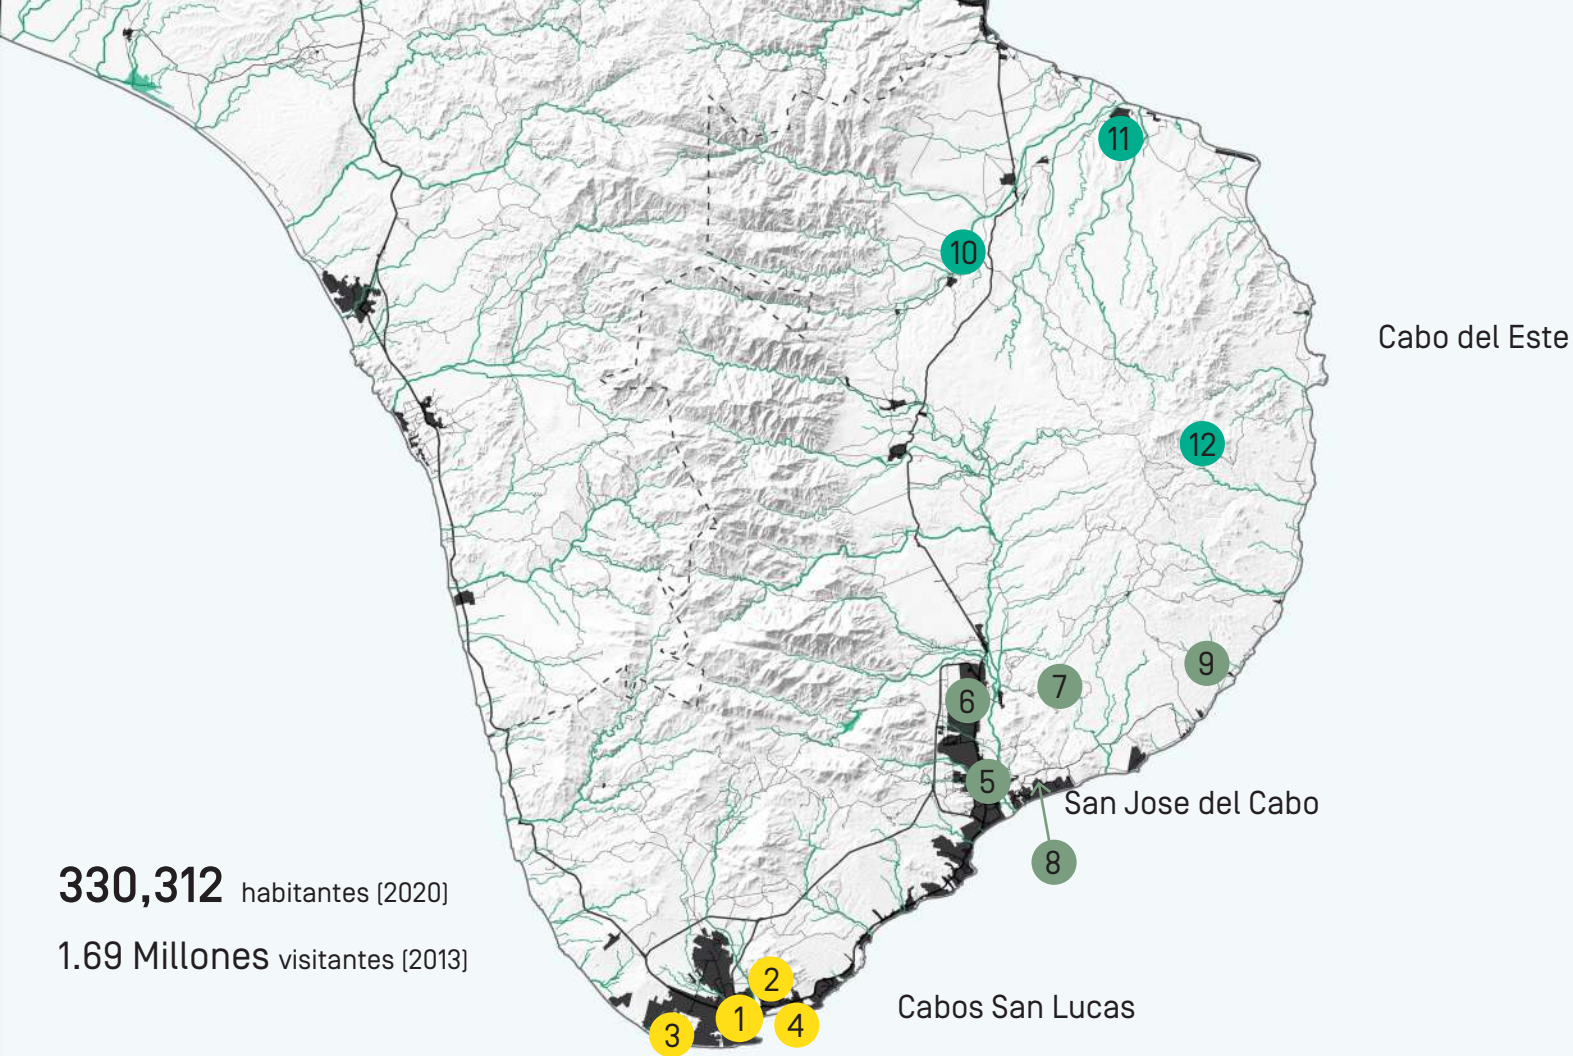 11
10
Cabo del Este
12
9
7
6
5
San Jose del Cabo
8
330,312 habitantes (2020)
1.69 Millones visitantes (2013)
2
Cabos San Lucas
1
4
3